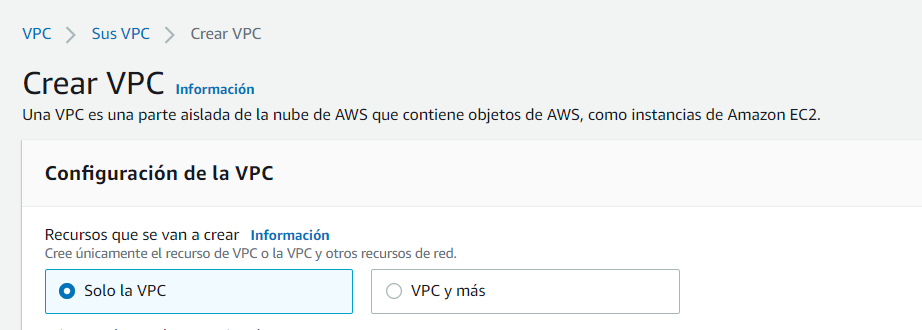 VPC > Sus VPC > Crear VPC
Crear VPC Información
Una VPC es una parte aislada de la nube de AWS que contiene objetos de AWS, como instancias de Amazon EC2.
Configuración de la VPC
Recursos que se van a crear Información
Cree únicamente el recurso de VPC o la VPC y otros recursos de red.
Solo la VPC
VPC y más